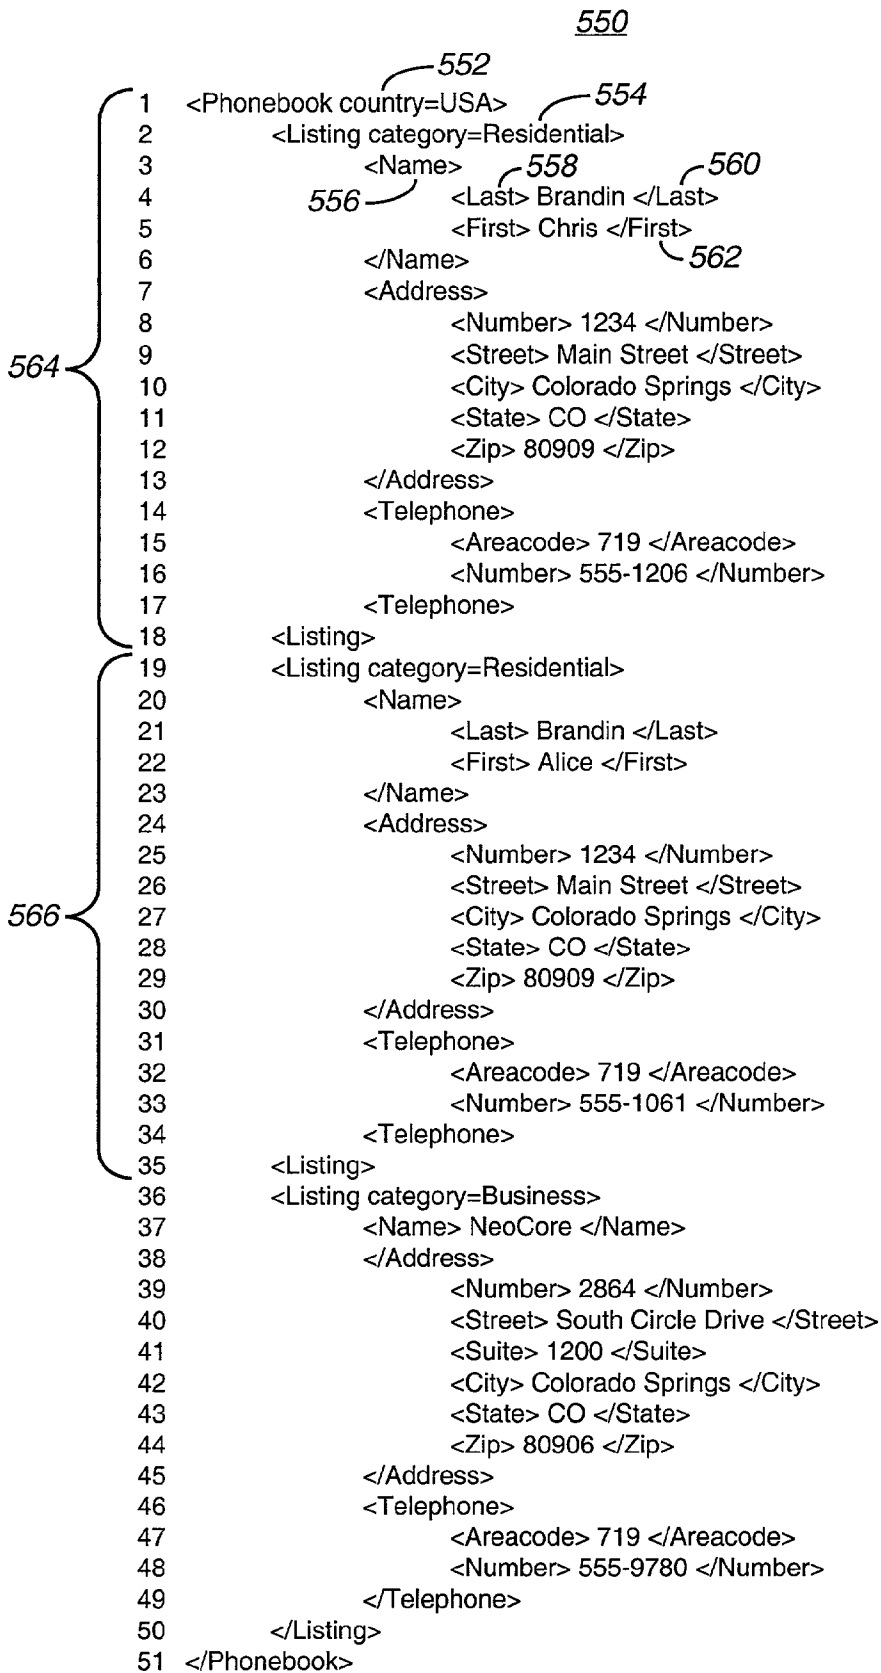 550
552
1 <Phonebook country=USA>
554
2 <Listing category=Residential>
3 <Name>
558 560
556
4 <Last> Brandin </Last>
5 <First> Chris </First>
562
6 </Name>
7 <Address>
8 <Number> 1234 </Number>
9 <Street> Main Street </Street>
564
10 <City> Colorado Springs </City>
11 <State> CO </State>
12 <Zip> 80909 </Zip>
13 </Address>
14 <Telephone>
15 <Areacode> 719 </Areacode>
16 <Number> 555-1206 </Number>
17 <Telephone>
18 <Listing>
19 <Listing category=Residential>
20 <Name>
21 <Last> Brandin </Last>
22 <First> Alice </First>
23 </Name>
24 <Address>
25 <Number> 1234 </Number>
26 <Street> Main Street </Street>
566
27 <City> Colorado Springs </City>
28 <State> CO </State>
29 <Zip> 80909 </Zip>
30 </Address>
31 <Telephone>
32 <Areacode> 719 </Areacode>
33 <Number> 555-1061 </Number>
34 <Telephone>
35 <Listing>
36 <Listing category=Business>
37 <Name> NeoCore </Name>
38 </Address>
39 <Number> 2864 </Number>
40 <Street> South Circle Drive </Street>
41 <Suite> 1200 </Suite>
42 <City> Colorado Springs </City>
43 <State> CO </State>
44 <Zip> 80906 </Zip>
45 </Address>
46 <Telephone>
47 <Areacode> 719 </Areacode>
48 <Number> 555-9780 </Number>
49 </Telephone>
50 </Listing>
51 </Phonebook>